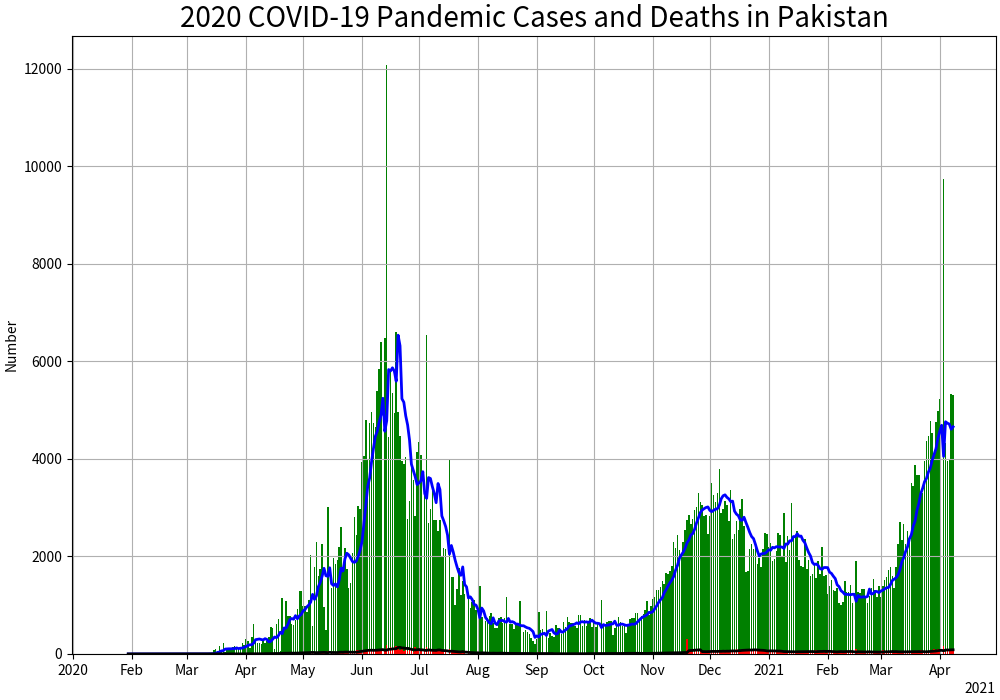 2020 COVID-19 Pandemic Cases and Deaths in Pakistan
12000
10000
8000
6000
4000
2000
0
Number
2020 Feb Mar Apr May Jun Jul Aug Sep Oct Nov Dec 2021 Feb Mar Apr
2021